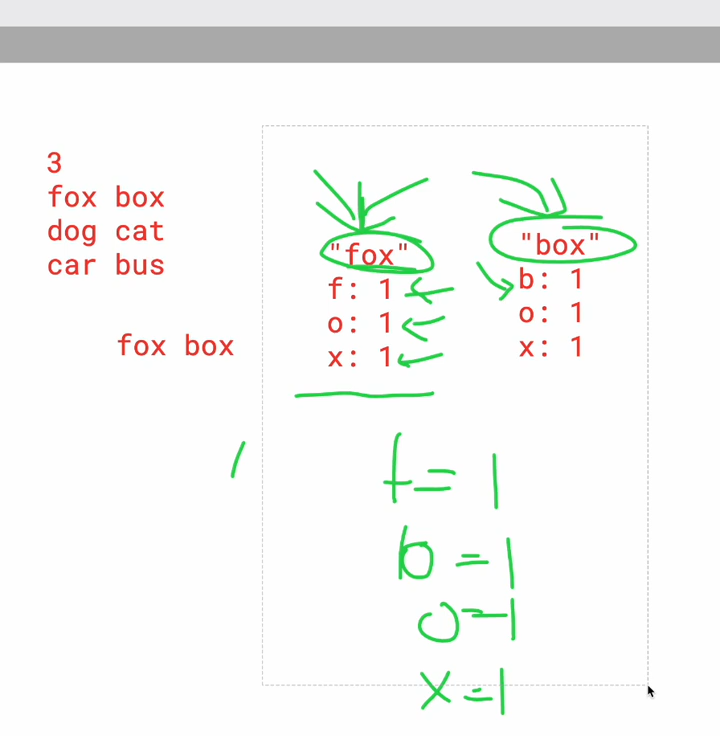 3
fox box
dog cat
car bus
fox box
"fox"
f: 1
o: 1
x: 1
"box"
b: 1
o: 1
x: 1
f = 1
b = 1
o = 1
x = 1